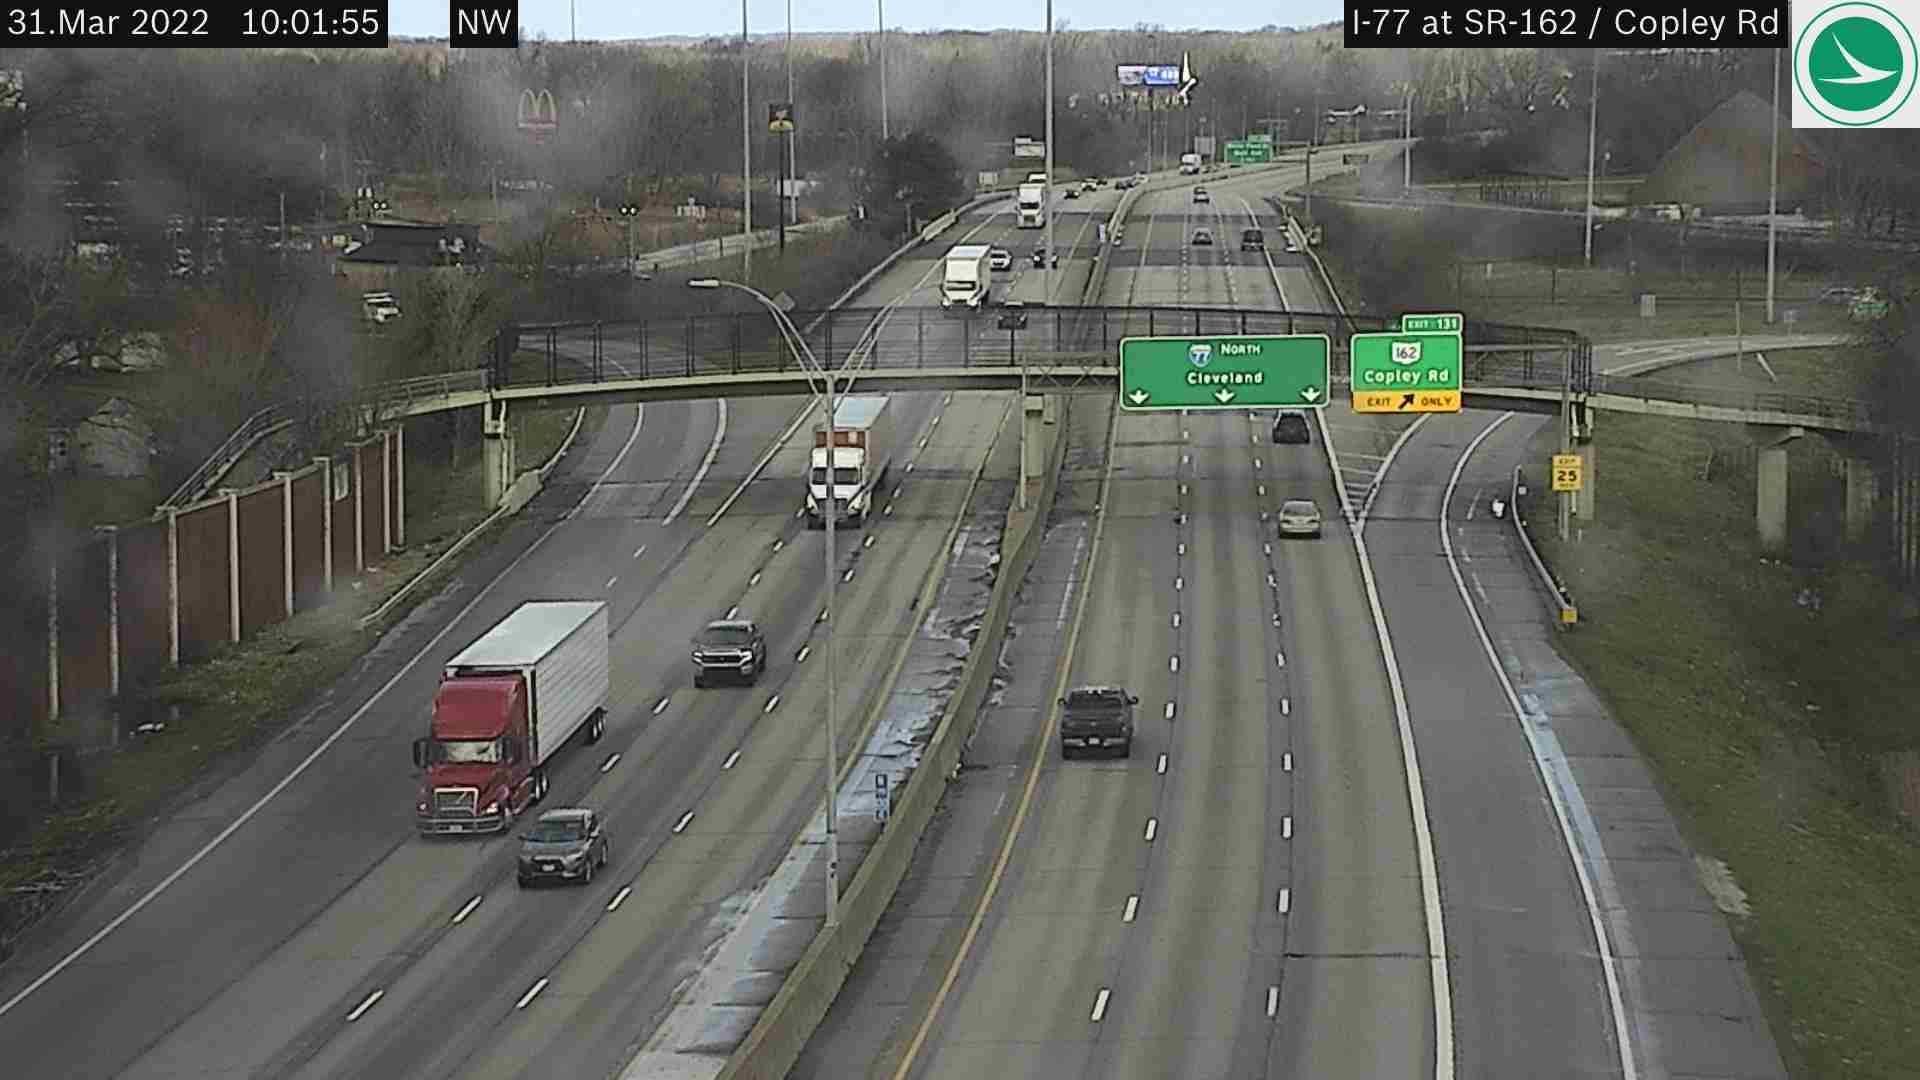 31.Mar 2022 10:01:55
NW
I-77 at SR-162 / Copley Rd
EXIT 131
77 NORTH
Cleveland
162
Copley Rd
EXIT ONLY
EXIT
25